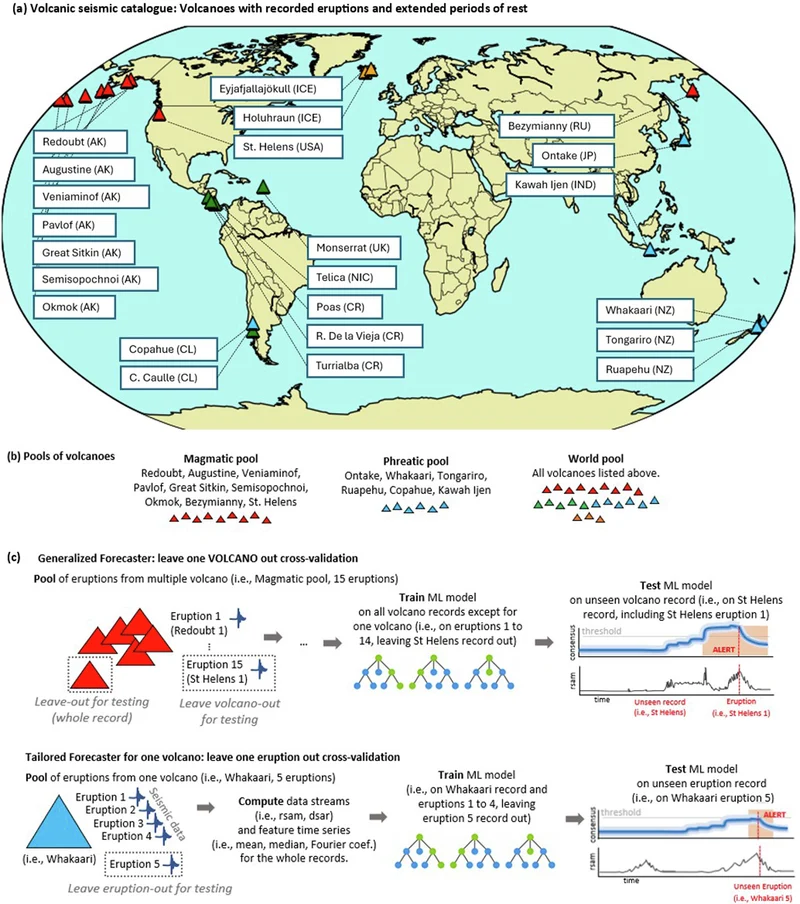 (a) Volcanic seismic catalogue: Volcanoes with recorded eruptions and extended periods of rest
Eyjafjallajökull (ICE)
Holuhraun (ICE)
St. Helens (USA)
Bezymianny (RU)
Ontake (JP)
Kawah Ijen (IND)
Redoubt (AK)
Augustine (AK)
Veniaminof (AK)
Pavlof (AK)
Great Sitkin (AK)
Semisopochnoi (AK)
Okmok (AK)
Monserrat (UK)
Telica (NIC)
Poas (CR)
R. De la Vieja (CR)
Turrialba (CR)
Copahue (CL)
C. Caulle (CL)
Whakaari (NZ)
Tongariro (NZ)
Ruapehu (NZ)
(b) Pools of volcanoes
Magmatic pool
Redoubt, Augustine, Veniaminof,
Pavlof, Great Sitkin, Semisopochnoi,
Okmok, Bezymianny, St. Helens
Phreatic pool
Ontake, Whakaari, Tongariro,
Ruapehu, Copahue, Kawah Ijen
World pool
All volcanoes listed above.
(c) Generalized Forecaster: leave one VOLCANO out cross-validation
Pool of eruptions from multiple volcano (i.e., Magmatic pool, 15 eruptions)
Eruption 1
(Redoubt 1)
⋮
Eruption 15
(St Helens 1)
Leave-out for testing
(whole record)
Leave volcano-out
for testing
...
Train ML model
on all volcano records except for
one volcano (i.e., on eruptions 1 to
14, leaving St Helens record out)
Test ML model
on unseen volcano record (i.e., on St Helens
record, including St Helens eruption 1)
consensus
threshold
ALERT
rsam
time
Unseen record
(i.e., St Helens)
Eruption
(i.e., St Helens 1)
Tailored Forecaster for one volcano: leave one eruption out cross-validation
Pool of eruptions from one volcano (i.e., Whakaari, 5 eruptions)
Eruption 1
Eruption 2
Eruption 3
Eruption 4
Seismic data
(i.e., Whakaari)
Eruption 5
Leave eruption-out for testing
Compute data streams
(i.e., rsam, dsar)
and feature time series
(i.e., mean, median, Fourier coef.)
for the whole records.
Train ML model
(i.e., on Whakaari record and
eruptions 1 to 4, leaving
eruption 5 record out)
Test ML model
on unseen eruption record
(i.e., on Whakaari eruption 5)
consensus
threshold
ALERT
rsam
time
Unseen Eruption
(i.e., Whakaari 5)